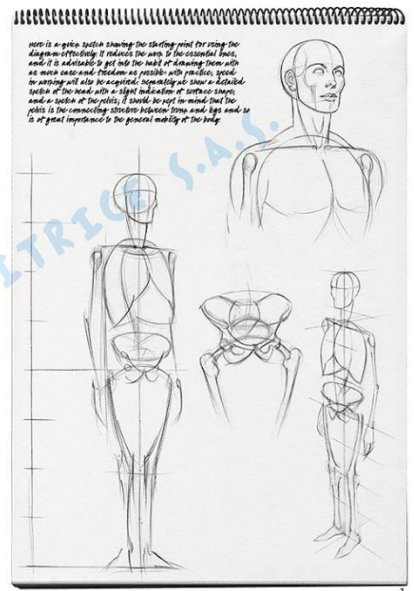 Here is a given sketch showing the starting point for using the
diagram effectively. It reduces the work to the essential lines,
and it is advisable to get into the habit of drawing them with
as much ease and freedom as possible: with practice, speed
in working will also be acquired. Separately we show a detailed
sketch of the head with a slight indication of surface shape,
and a sketch of the pelvis; it should be kept in mind that the
pelvis is the connecting structure between trunk and legs and so
is of great importance to the general mobility of the body.
ITRICE S.A.S.